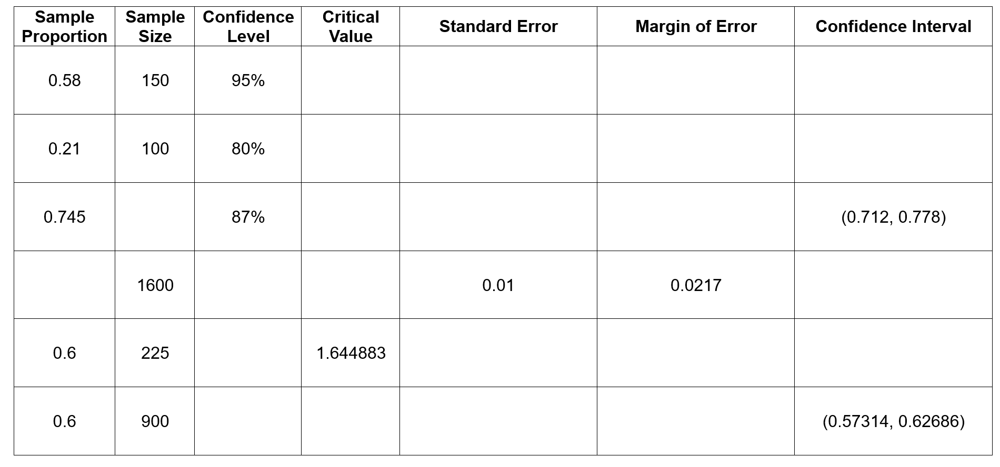 Sample Proportion Sample Size Confidence Level Critical Value Standard Error Margin of Error Confidence Interval
0.58 150 95%
0.21 100 80%
0.745 87% (0.712, 0.778)
1600 0.01 0.0217
0.6 225 1.644883
0.6 900 (0.57314, 0.62686)